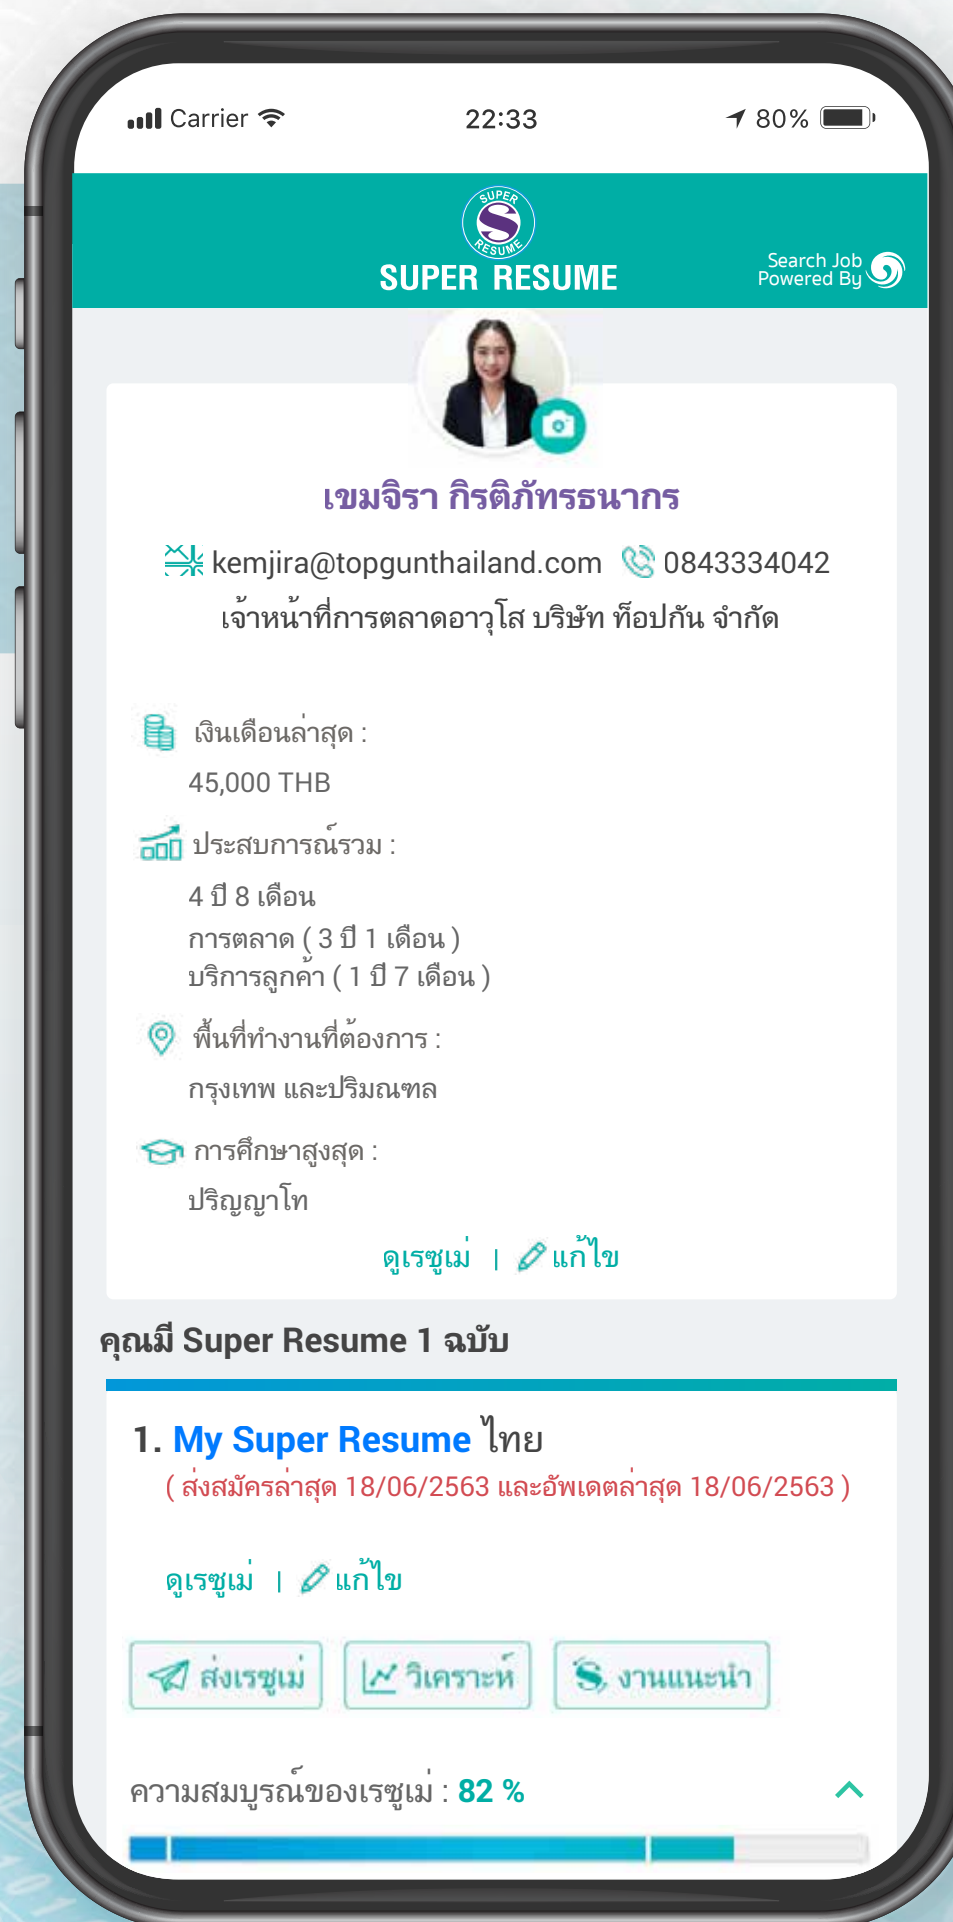 Carrier 22:33 80%
SUPER RESUME
SUPER RESUME
Search Job
Powered By
เขมจิรา กิรติภัทรธนากร
kemjira@topgunthailand.com 0843334042
เจ้าหน้าที่การตลาดอาวุโส บริษัท ท็อปกัน จำกัด
เงินเดือนล่าสุด :
45,000 THB
ประสบการณ์รวม :
4 ปี 8 เดือน
การตลาด ( 3 ปี 1 เดือน )
บริการลูกค้า ( 1 ปี 7 เดือน )
พื้นที่ทำงานที่ต้องการ :
กรุงเทพ และปริมณฑล
การศึกษาสูงสุด :
ปริญญาโท
ดูเรซูเม่ | แก้ไข
คุณมี Super Resume 1 ฉบับ
1. My Super Resume ไทย
( ส่งสมัครล่าสุด 18/06/2563 และอัพเดตล่าสุด 18/06/2563 )
ดูเรซูเม่ | แก้ไข
ส่งเรซูเม่ วิเคราะห์ งานแนะนำ
ความสมบูรณ์ของเรซูเม่ : 82 %